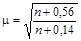 μ = √((n + 0,56)/(n + 0,14))